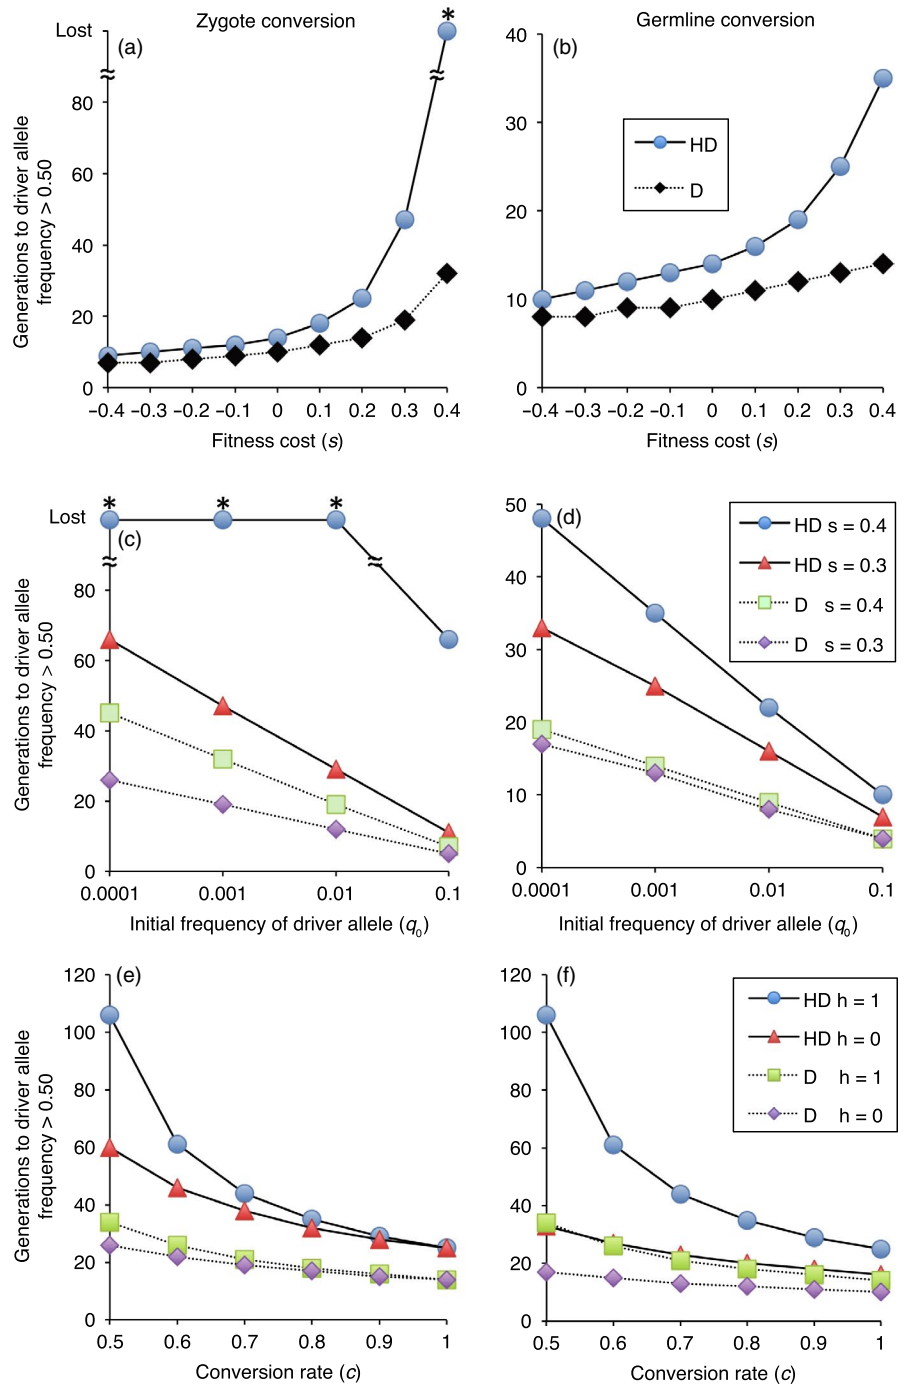 Zygote conversion
Germline conversion
Lost
*
(a)
80
60
40
20
0
Generations to driver allele
frequency > 0.50
−0.4 −0.3 −0.2 −0.1 0 0.1 0.2 0.3 0.4
Fitness cost (s)
(b)
40
30
20
10
0
HD
D
−0.4 −0.3 −0.2 −0.1 0 0.1 0.2 0.3 0.4
Fitness cost (s)
Lost
* * *
(c)
80
60
40
20
0
Generations to driver allele
frequency > 0.50
0.0001 0.001 0.01 0.1
Initial frequency of driver allele (q0)
(d)
50
40
30
20
10
0
HD s = 0.4
HD s = 0.3
D s = 0.4
D s = 0.3
0.0001 0.001 0.01 0.1
Initial frequency of driver allele (q0)
(e)
120
100
80
60
40
20
0
Generations to driver allele
frequency > 0.50
0.5 0.6 0.7 0.8 0.9 1
Conversion rate (c)
(f)
120
100
80
60
40
20
0
HD h = 1
HD h = 0
D h = 1
D h = 0
0.5 0.6 0.7 0.8 0.9 1
Conversion rate (c)